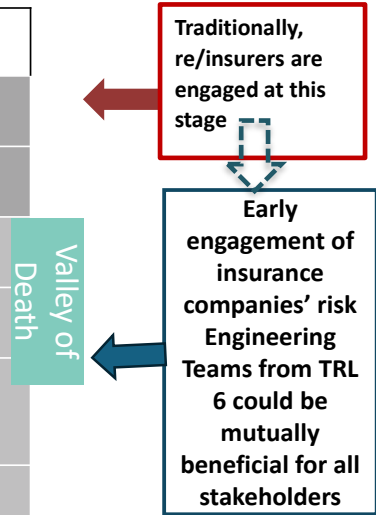 Traditionally,
re/insurers are
engaged at this
stage
Valley of
Death
Early
engagement of
insurance
companies’ risk
Engineering
Teams from TRL
6 could be
mutually
beneficial for all
stakeholders